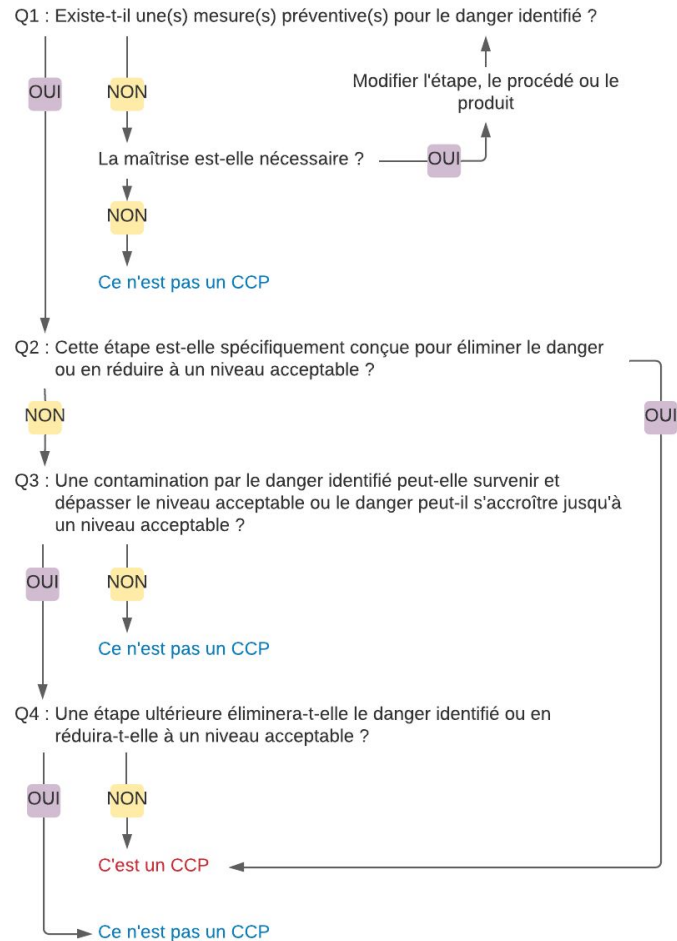 Q1 : Existe-t-il une(s) mesure(s) préventive(s) pour le danger identifié ?
OUI
NON
Modifier l'étape, le procédé ou le
produit
La maîtrise est-elle nécessaire ?
OUI
NON
Ce n'est pas un CCP
Q2 : Cette étape est-elle spécifiquement conçue pour éliminer le danger
ou en réduire à un niveau acceptable ?
NON
OUI
Q3 : Une contamination par le danger identifié peut-elle survenir et
dépasser le niveau acceptable ou le danger peut-il s'accroître jusqu'à
un niveau acceptable ?
OUI
NON
Ce n'est pas un CCP
Q4 : Une étape ultérieure éliminera-t-elle le danger identifié ou en
réduira-t-elle à un niveau acceptable ?
OUI
NON
C'est un CCP
Ce n'est pas un CCP